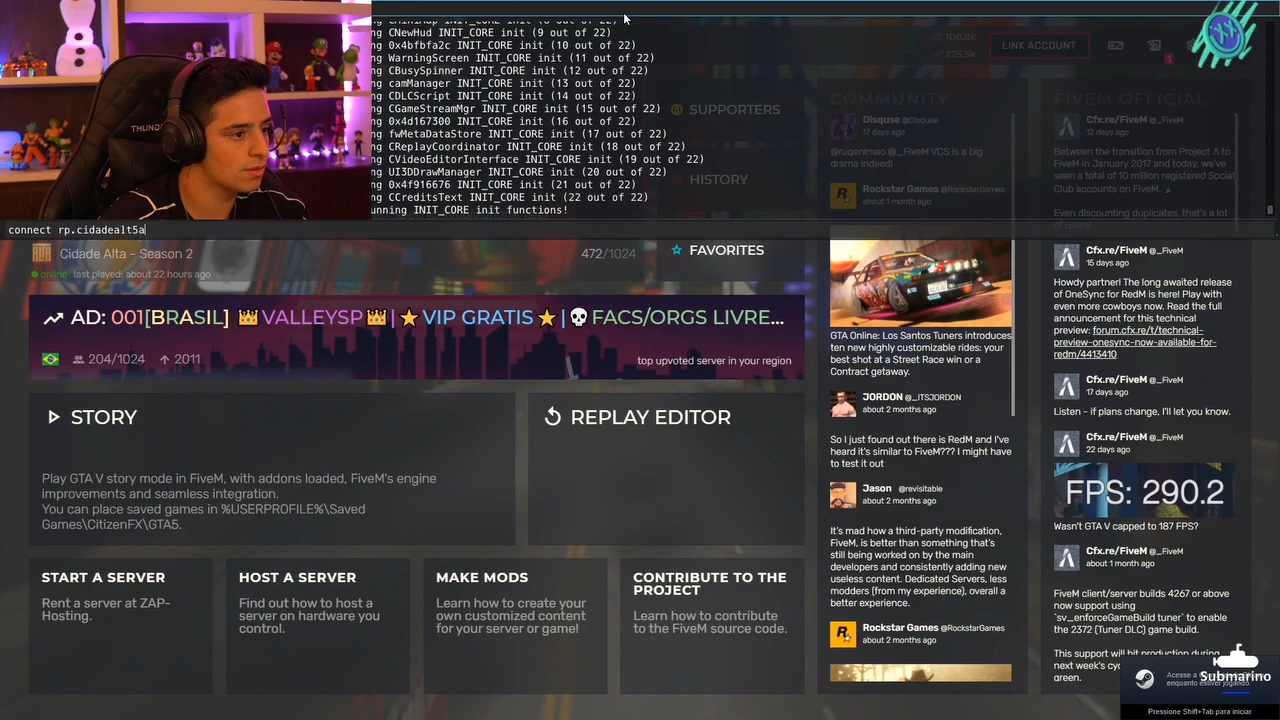 THUND
ng CNewHud INIT_CORE init (9 out of 22)
ng 0x4bfbfa2c INIT_CORE init (10 out of 22)
ng WarningScreen INIT_CORE init (11 out of 22)
ng CBusySpinner INIT_CORE init (12 out of 22)
ng camManager INIT_CORE init (13 out of 22)
ng CDLCScript INIT_CORE init (14 out of 22)
ng CGameStreamMgr INIT_CORE init (15 out of 22)
ng 0x4d167300 INIT_CORE init (16 out of 22)
ng fwMetaDataStore INIT_CORE init (17 out of 22)
ng CReplayCoordinator INIT_CORE init (18 out of 22)
ng CVideoEditorInterface INIT_CORE init (19 out of 22)
ng UI3DDrawManager INIT_CORE init (20 out of 22)
ng 0x4f916676 INIT_CORE init (21 out of 22)
ng CCreditsText INIT_CORE init (22 out of 22)
unning INIT_CORE init functions!
connect rp.cidadealt5a
108.8k
225.5k
LINK ACCOUNT
1
SUPPORTERS
HISTORY
FAVORITES
Cidade Alta - Season 2
472/1024
online last played: about 22 hours ago
AD: 001[BRASIL] 👑VALLEYSP👑|⭐VIP GRATIS⭐|💀FACS/ORGS LIVRE...
204/1024 2011
top upvoted server in your region
STORY
Play GTA V story mode in FiveM, with addons loaded, FiveM's engine
improvements and seamless integration.
You can place saved games in %USERPROFILE%\Saved
Games\CitizenFX\GTA5.
REPLAY EDITOR
START A SERVER
Rent a server at ZAP-
Hosting.
HOST A SERVER
Find out how to host a
server on hardware you
control.
MAKE MODS
Learn how to create your
own customized content
for your server or game!
CONTRIBUTE TO THE
PROJECT
Learn how to contribute
to the FiveM source code.
COMMUNITY
Disquse @Disquse
17 days ago
@ruqenlmao @_FiveM VCS is a big
drama indeed!
Rockstar Games @RockstarGames
about 1 month ago
GTA Online: Los Santos Tuners introduces
ten new highly customizable rides: your
best shot at a Street Race win or a
Contract getaway.
JORDON @_ITSJORDON
about 2 months ago
So I just found out there is RedM and I've
heard it's similar to FiveM??? I might have
to test it out
Jason @revisitable
about 2 months ago
It's mad how a third-party modification,
FiveM, is better than something that's
still being worked on by the main
developers and consistently adding new
useless content. Dedicated Servers, less
modders (from my experience), overall a
better experience.
Rockstar Games @RockstarGames
about 2 months ago
FIVEM OFFICIAL
Cfx.re/FiveM @_FiveM
12 days ago
Between the transition from Project /\ to
FiveM in January 2017 and today, we've
seen a total of 10 million registered Social
Club accounts on FiveM.
Even discounting duplicates, that's a lot
of users!
Cfx.re/FiveM @_FiveM
15 days ago
Howdy partner! The long awaited release
of OneSync for RedM is here! Play with
even more cowboys now. Read the full
announcement for this technical
preview: forum.cfx.re/t/technical-
preview-onesync-now-available-for-
redm/4413410
Cfx.re/FiveM @_FiveM
17 days ago
Listen - if plans change, I'll let you know.
Cfx.re/FiveM @_FiveM
22 days ago
FPS: 290.2
Wasn't GTA V capped to 187 FPS?
Cfx.re/FiveM @_FiveM
about 1 month ago
FiveM client/server builds 4267 or above
now support using
`sv_enforceGameBuild tuner` to enable
the 2372 (Tuner DLC) game build.
This support will hit production during
next week's cyc
green.
Submarino
Acesse a
enquanto estiver jogando.
Pressione Shift+Tab para iniciar